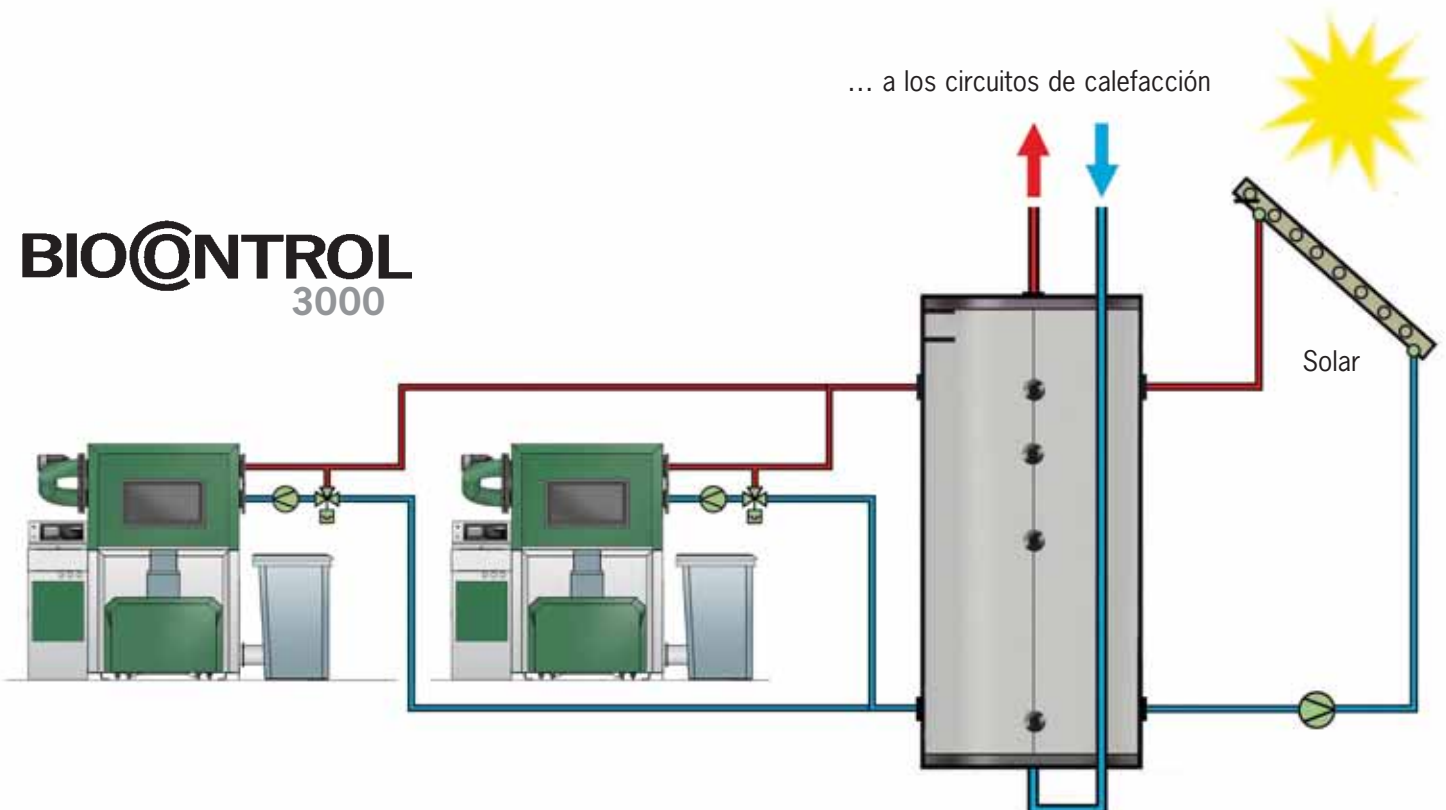 ... a los circuitos de calefacción
BIOCONTROL
3000
Solar